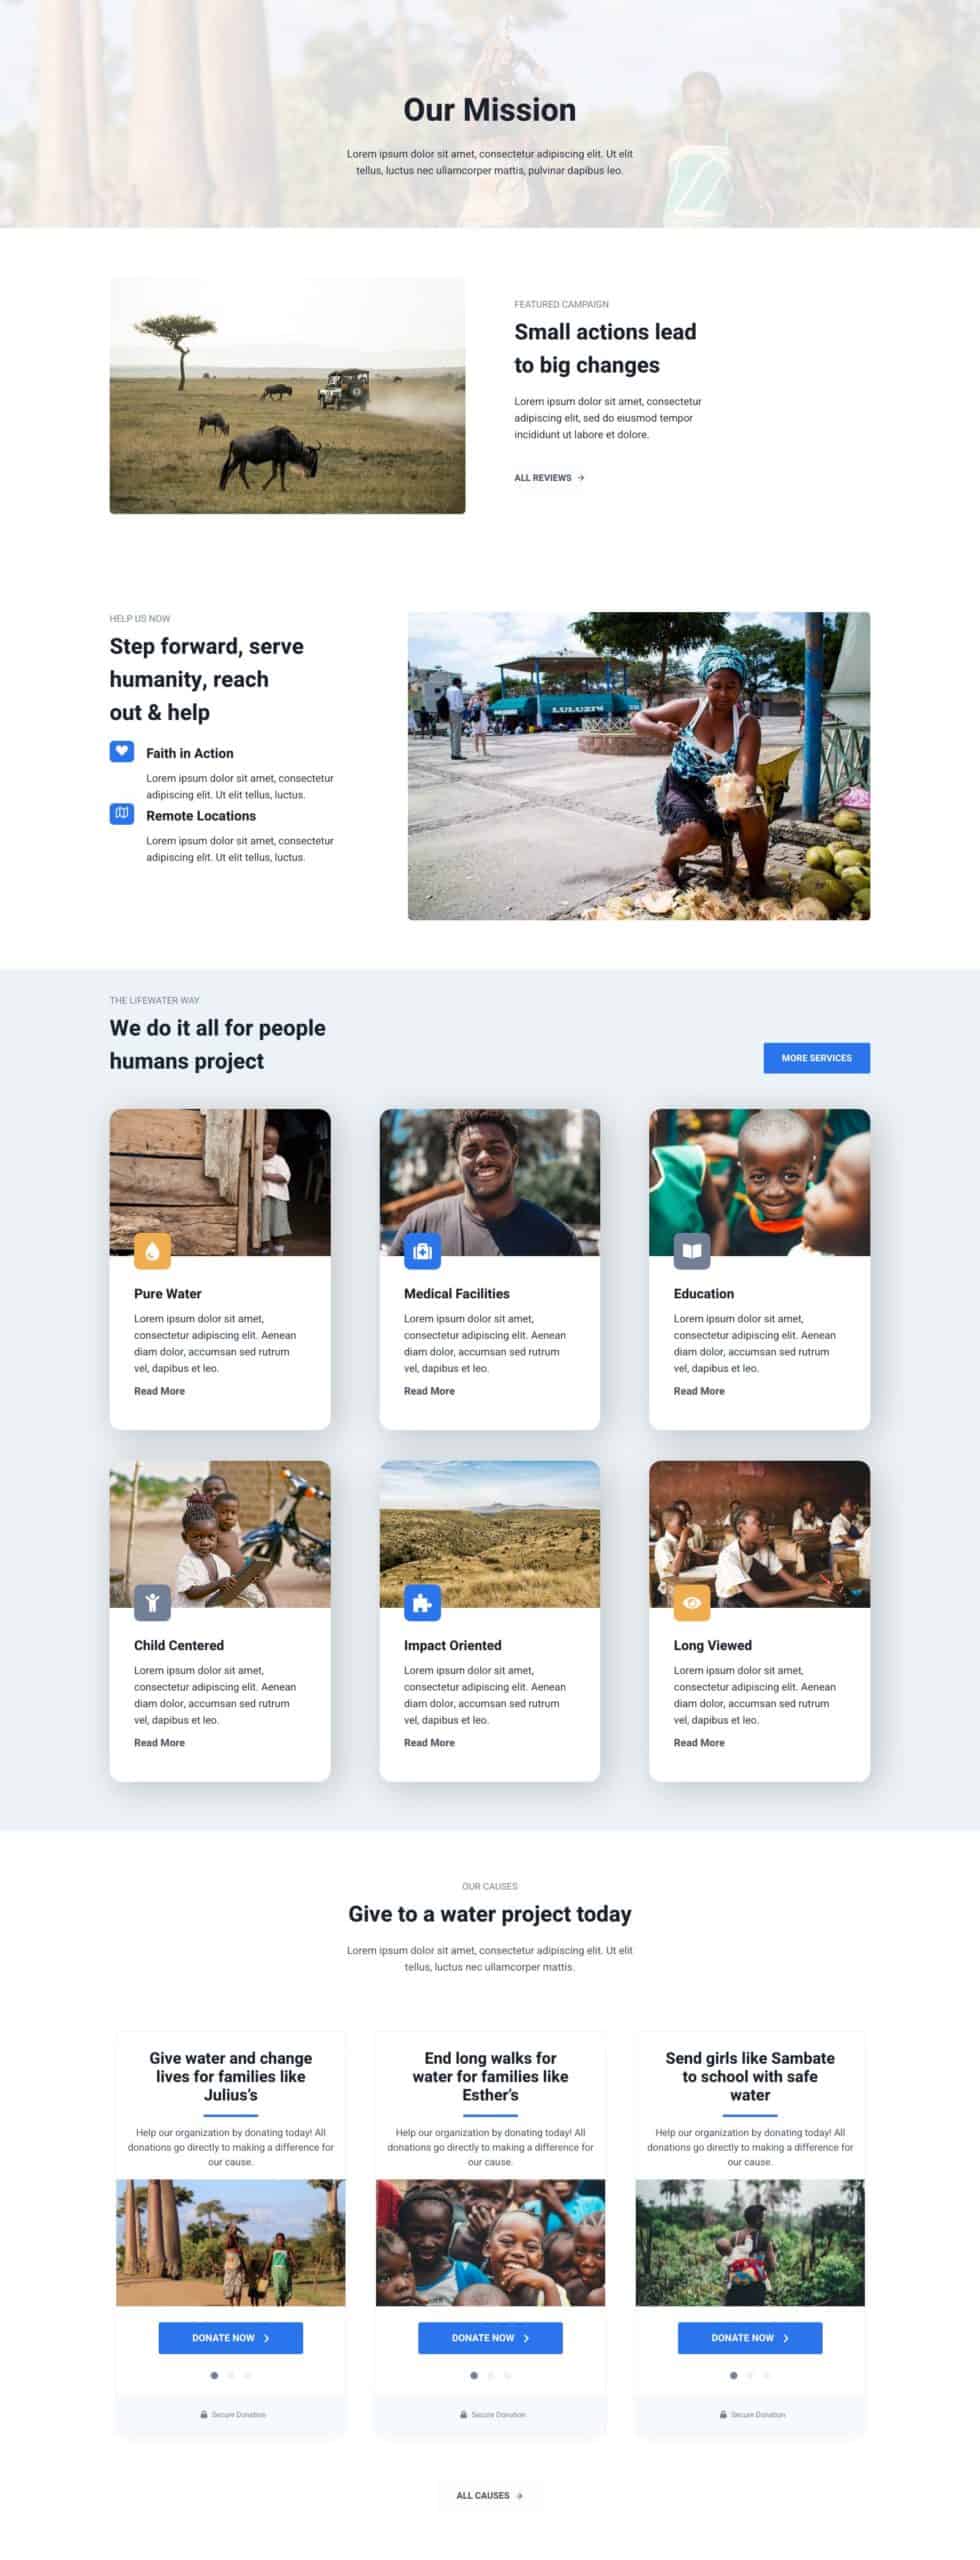 Our Mission
Lorem ipsum dolor sit amet, consectetur adipiscing elit. Ut elit
tellus, luctus nec ullamcorper mattis, pulvinar dapibus leo.
FEATURED CAMPAIGN
Small actions lead
to big changes
Lorem ipsum dolor sit amet, consectetur
adipiscing elit, sed do eiusmod tempor
incididunt ut labore et dolore.
ALL REVIEWS →
HELP US NOW
Step forward, serve
humanity, reach
out & help
Faith in Action
Lorem ipsum dolor sit amet, consectetur
adipiscing elit. Ut elit tellus, luctus.
Remote Locations
Lorem ipsum dolor sit amet, consectetur
adipiscing elit. Ut elit tellus, luctus.
LULUZIN
THE LIFEWATER WAY
We do it all for people
humans project
MORE SERVICES
Pure Water
Lorem ipsum dolor sit amet,
consectetur adipiscing elit. Aenean
diam dolor, accumsan sed rutrum
vel, dapibus et leo.
Read More
Medical Facilities
Lorem ipsum dolor sit amet,
consectetur adipiscing elit. Aenean
diam dolor, accumsan sed rutrum
vel, dapibus et leo.
Read More
Education
Lorem ipsum dolor sit amet,
consectetur adipiscing elit. Aenean
diam dolor, accumsan sed rutrum
vel, dapibus et leo.
Read More
Child Centered
Lorem ipsum dolor sit amet,
consectetur adipiscing elit. Aenean
diam dolor, accumsan sed rutrum
vel, dapibus et leo.
Read More
Impact Oriented
Lorem ipsum dolor sit amet,
consectetur adipiscing elit. Aenean
diam dolor, accumsan sed rutrum
vel, dapibus et leo.
Read More
Long Viewed
Lorem ipsum dolor sit amet,
consectetur adipiscing elit. Aenean
diam dolor, accumsan sed rutrum
vel, dapibus et leo.
Read More
OUR CAUSES
Give to a water project today
Lorem ipsum dolor sit amet, consectetur adipiscing elit. Ut elit
tellus, luctus nec ullamcorper mattis.
Give water and change
lives for families like
Julius’s
Help our organization by donating today! All
donations go directly to making a difference for
our cause.
DONATE NOW >
Secure Donation
End long walks for
water for families like
Esther’s
Help our organization by donating today! All
donations go directly to making a difference for
our cause.
DONATE NOW >
Secure Donation
Send girls like Sambate
to school with safe
water
Help our organization by donating today! All
donations go directly to making a difference for
our cause.
DONATE NOW >
Secure Donation
ALL CAUSES →